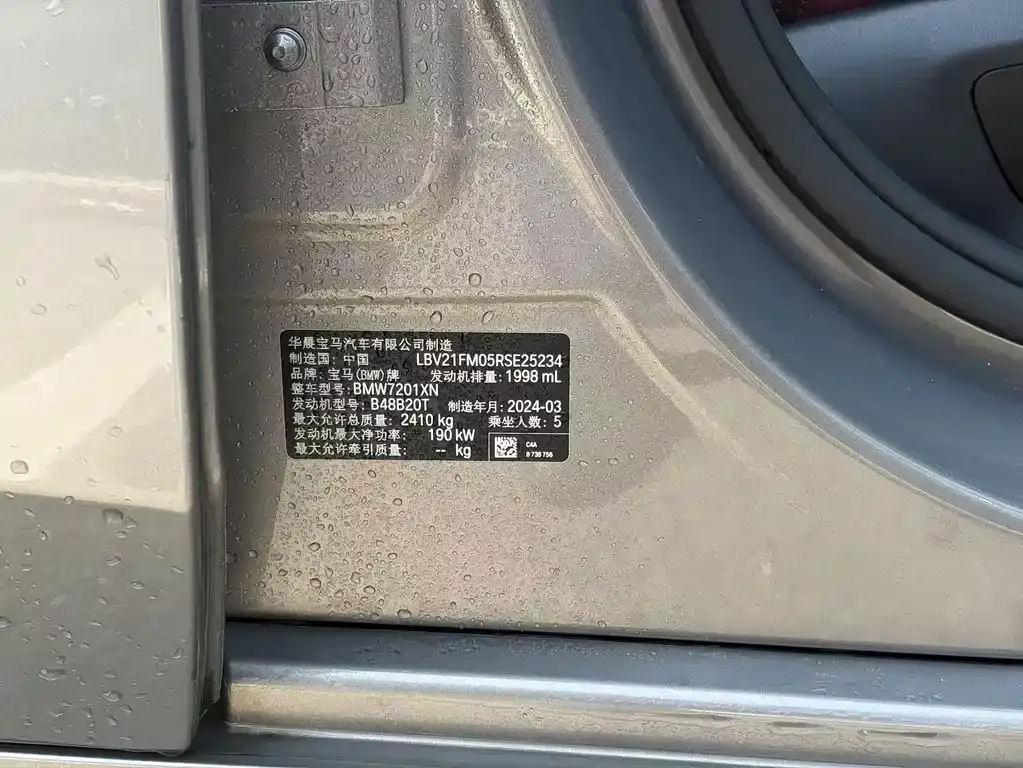 华晨宝马汽车有限公司制造
制造国: 中国 LBV21FM05RSE25234
品牌: 宝马(BMW)牌 发动机排量: 1998 mL
整车型号: BMW7201XN
发动机型号: B48B20T 制造年月: 2024-03
最大允许总质量: 2410 kg 乘坐人数: 5
发动机最大净功率: 190 kW
最大允许牵引质量: -- kg
C4A
8 738 756